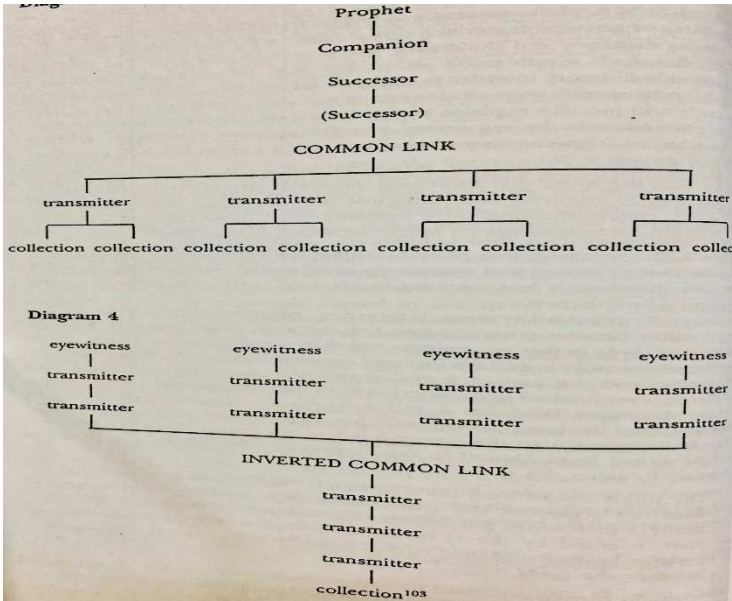 Diag
Prophet
Companion
Successor
(Successor)
COMMON LINK
transmitter transmitter transmitter transmitter
collection collection collection collection collection collection collection collec
Diagram 4
eyewitness eyewitness eyewitness eyewitness
transmitter transmitter transmitter transmitter
transmitter transmitter transmitter transmitter
INVERTED COMMON LINK
transmitter
transmitter
transmitter
collection103